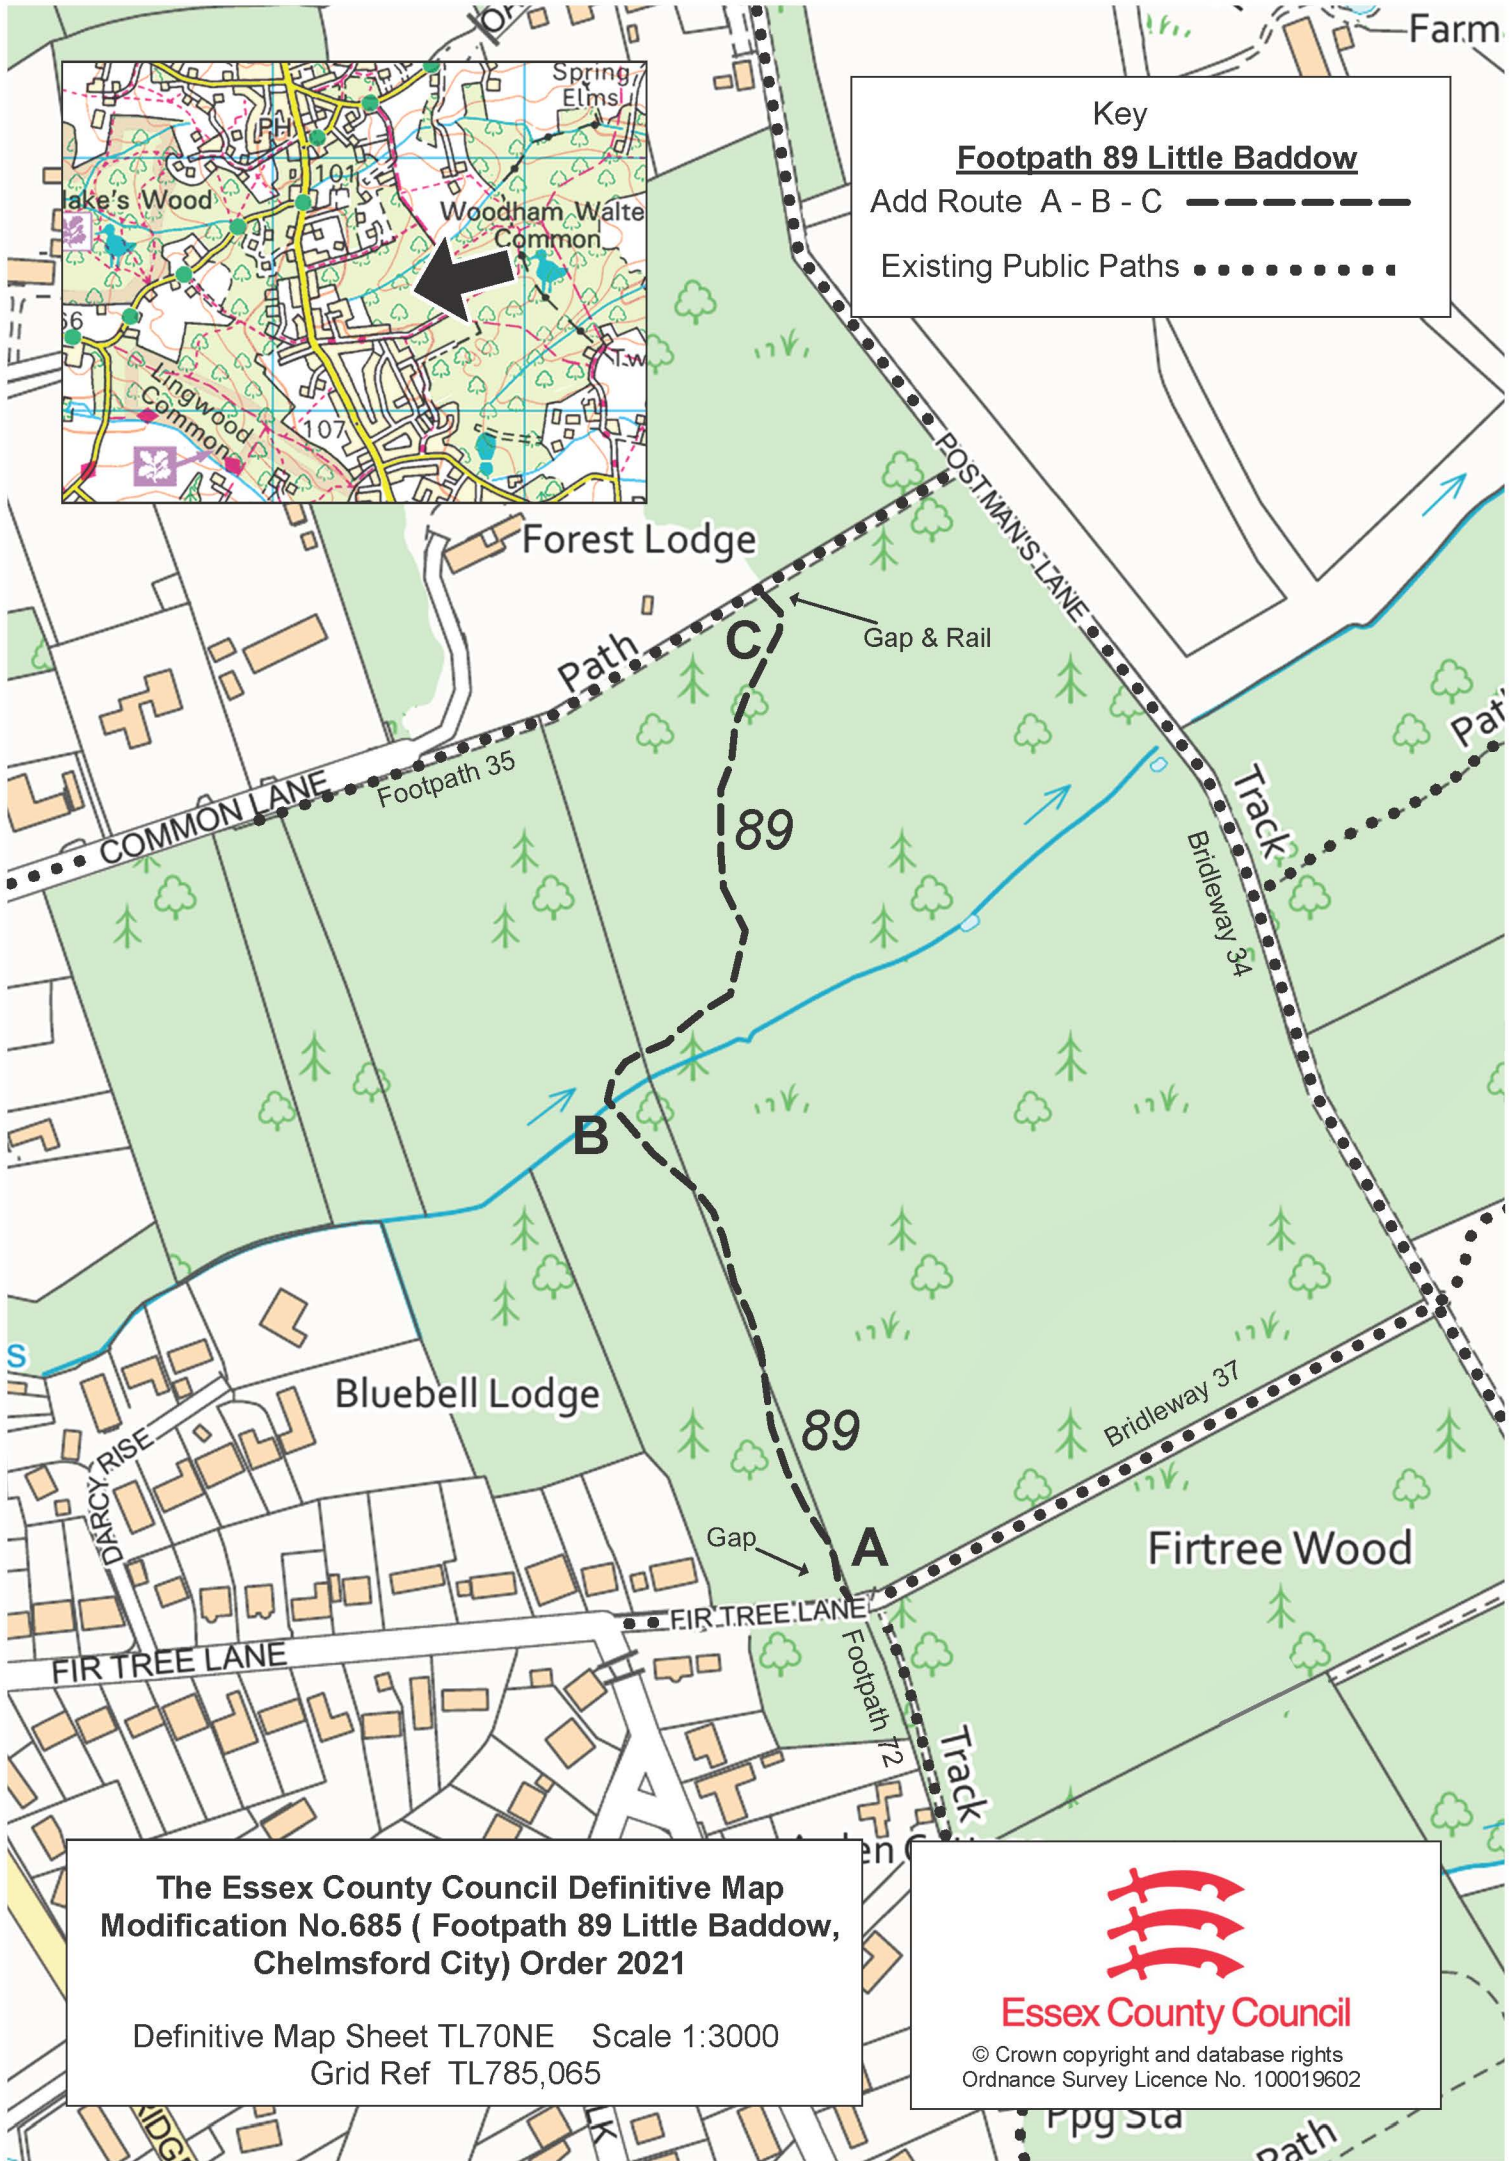 Farm
Spring
Elms
PH
101
lake's Wood
Woodham Walte
Common
66
Tw
Lingwood
Common
107
Key
Footpath 89 Little Baddow
Add Route A - B - C
Existing Public Paths
POSTMAN'S LANE
Forest Lodge
Path
C
Gap & Rail
Footpath 35
COMMON LANE
89
Track
Bridleway 34
B
S
Bluebell Lodge
DARCY RISE
89
Bridleway 37
Gap
A
Firtree Wood
FIR TREE LANE
FIR TREE LANE
Footpath 72
Track
The Essex County Council Definitive Map
Modification No.685 ( Footpath 89 Little Baddow,
Chelmsford City) Order 2021
Definitive Map Sheet TL70NE Scale 1:3000
Grid Ref TL785,065
Essex County Council
© Crown copyright and database rights
Ordnance Survey Licence No. 100019602
Ppg Sta
Path